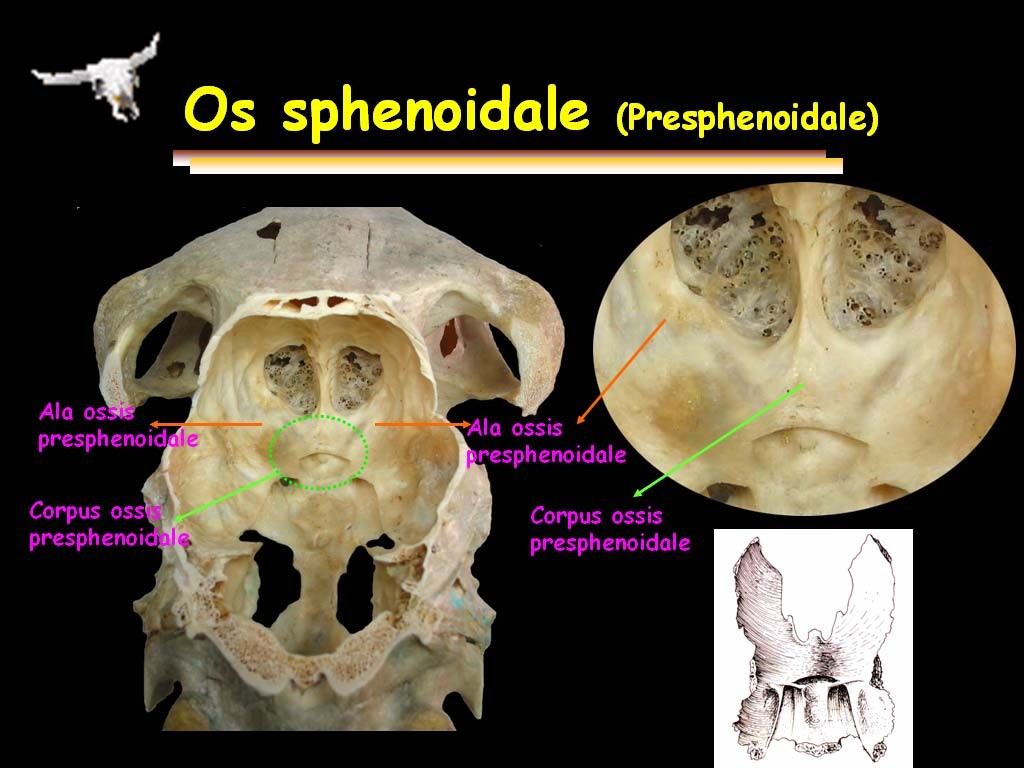 Os sphenoidale (Presphenoidale)
Ala ossis
presphenoidale
Ala ossis
presphenoidale
Corpus ossis
presphenoidale
Corpus ossis
presphenoidale